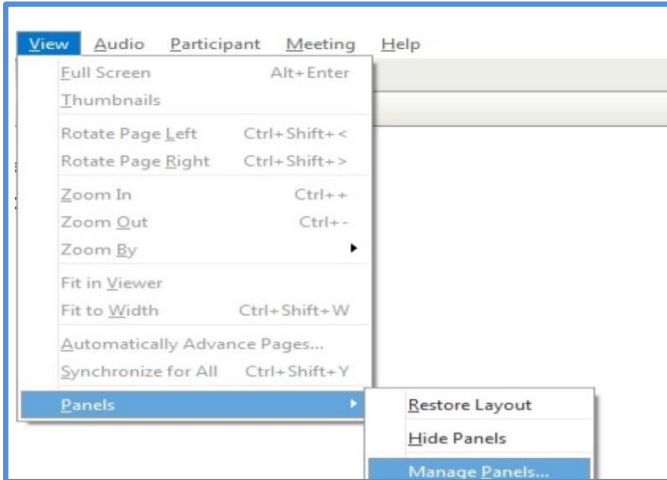 View Audio Participant Meeting Help
Full Screen Alt+Enter
Thumbnails
Rotate Page Left Ctrl+Shift+<
Rotate Page Right Ctrl+Shift+>
Zoom In Ctrl++
Zoom Out Ctrl+-
Zoom By
Fit in Viewer
Fit to Width Ctrl+Shift+W
Automatically Advance Pages...
Synchronize for All Ctrl+Shift+Y
Panels
Restore Layout
Hide Panels
Manage Panels...